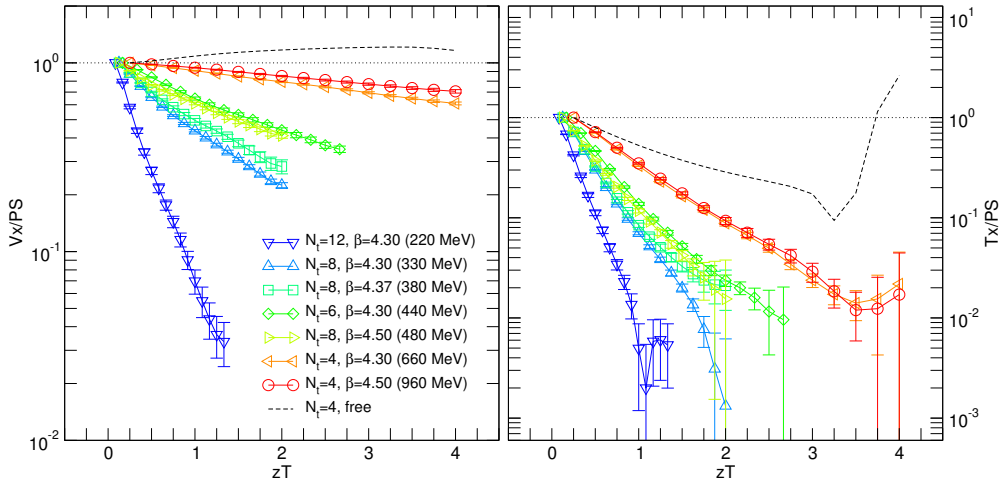 Vx/PS
10^0
10^-1
10^-2
N_t=12, β=4.30 (220 MeV)
N_t=8, β=4.30 (330 MeV)
N_t=8, β=4.37 (380 MeV)
N_t=6, β=4.30 (440 MeV)
N_t=8, β=4.50 (480 MeV)
N_t=4, β=4.30 (660 MeV)
N_t=4, β=4.50 (960 MeV)
N_t=4, free
0 1 2 3 4
zT
10^1
10^0
10^-1
10^-2
10^-3
Tx/PS
0 1 2 3 4
zT